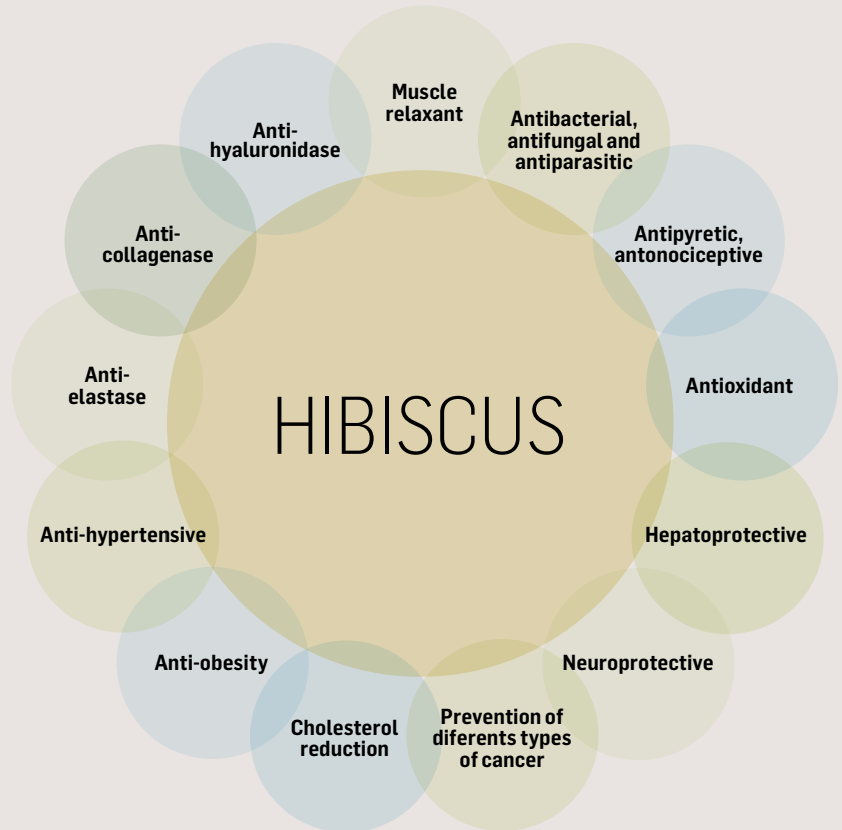 Muscle
relaxant
Antibacterial,
antifungal and
antiparasitic
Antipyretic,
antonociceptive
Antioxidant
Hepatoprotective
Neuroprotective
Prevention of
diferents types
of cancer
Cholesterol
reduction
Anti-obesity
Anti-hypertensive
Anti-
elastase
Anti-
collagenase
Anti-
hyaluronidase
HIBISCUS